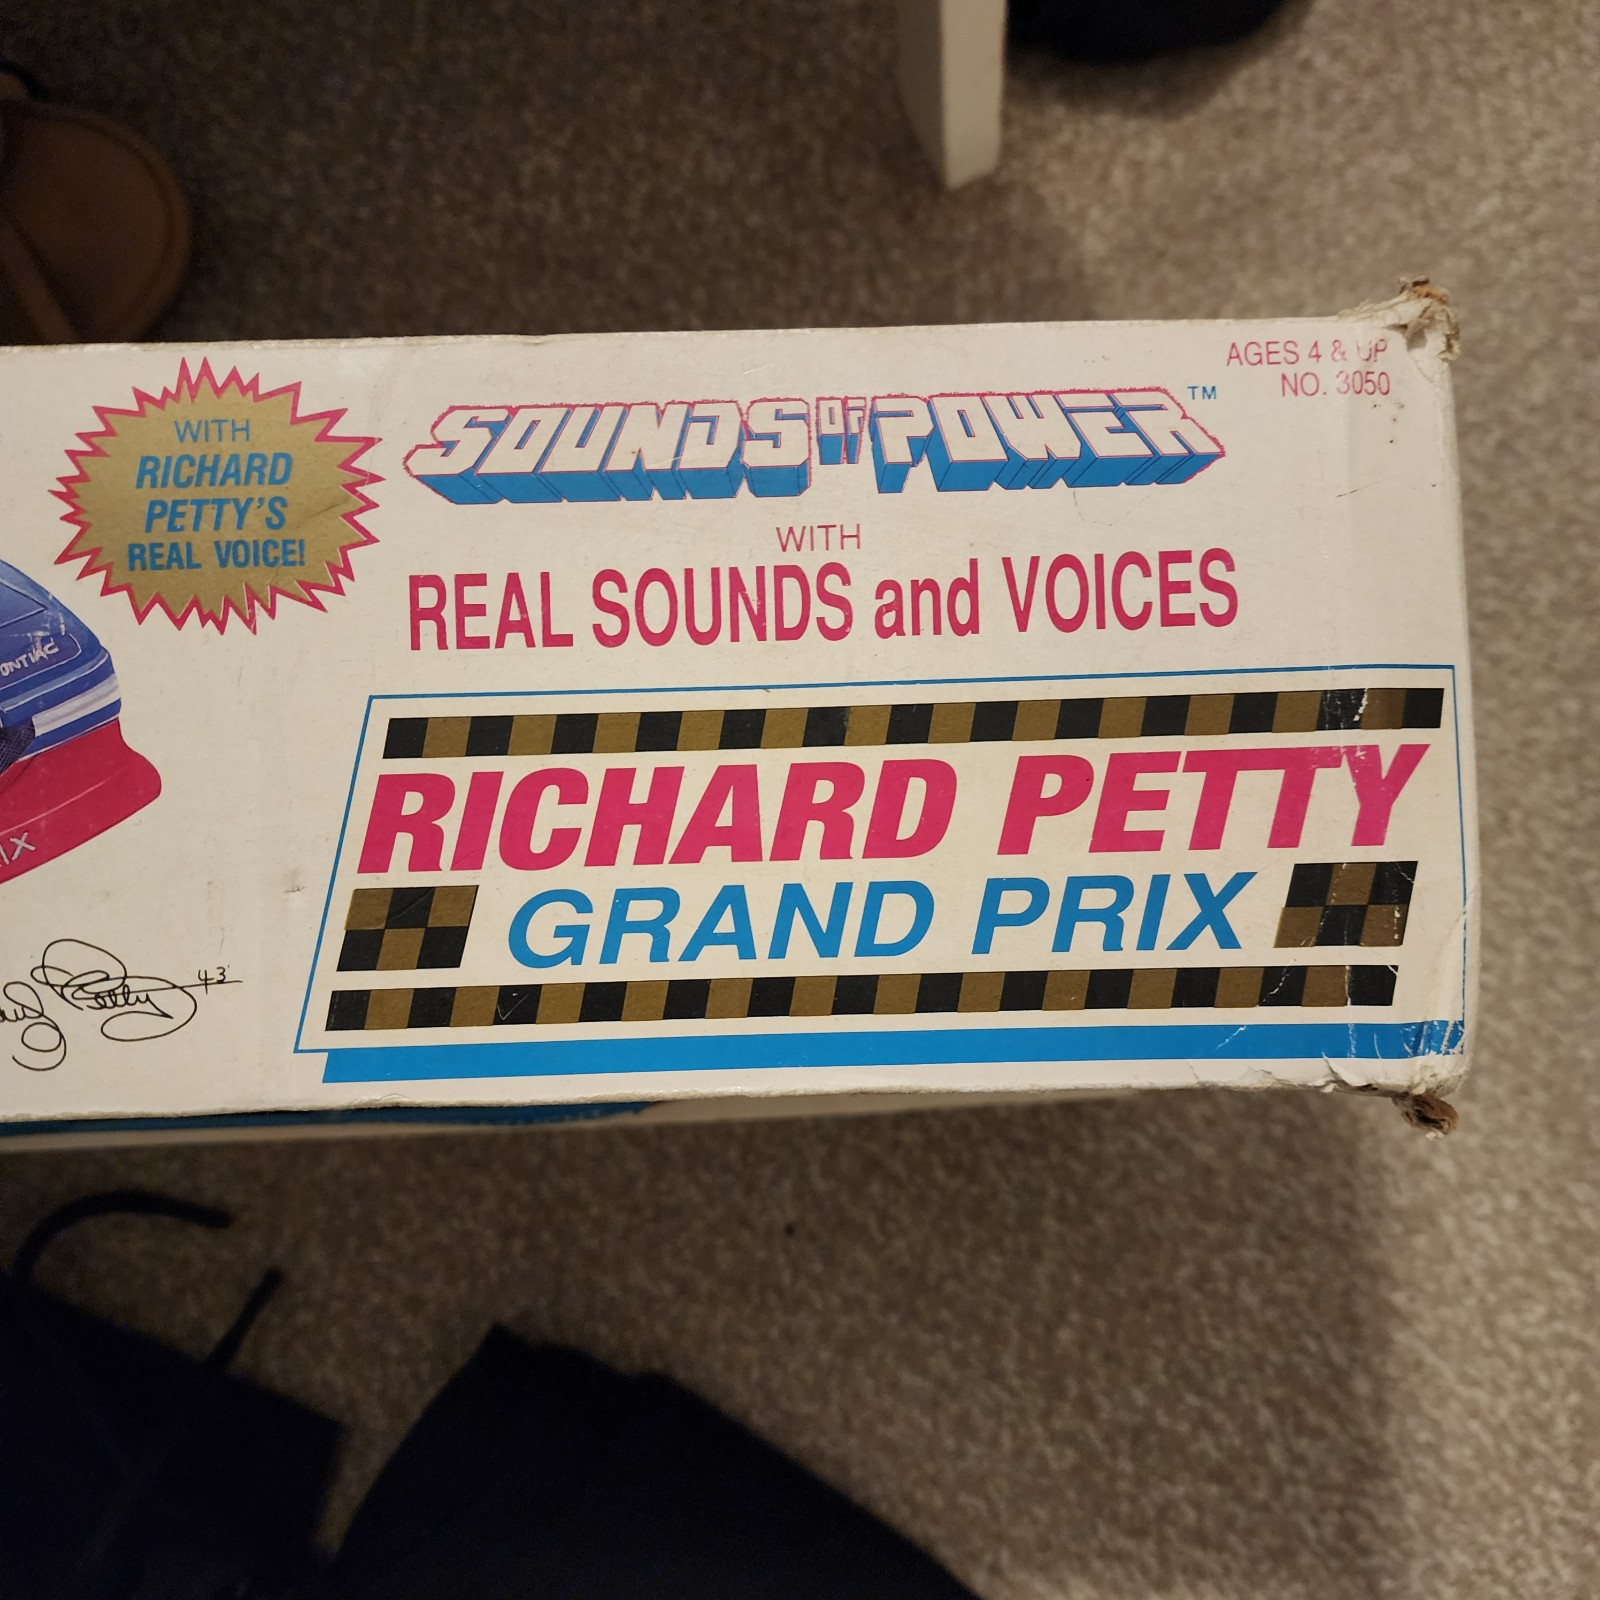 AGES 4 & UP
NO. 3050
WITH
RICHARD
PETTY'S
REAL VOICE!
SOUNDS OF POWER™
WITH
REAL SOUNDS and VOICES
RICHARD PETTY
GRAND PRIX
Petty 43